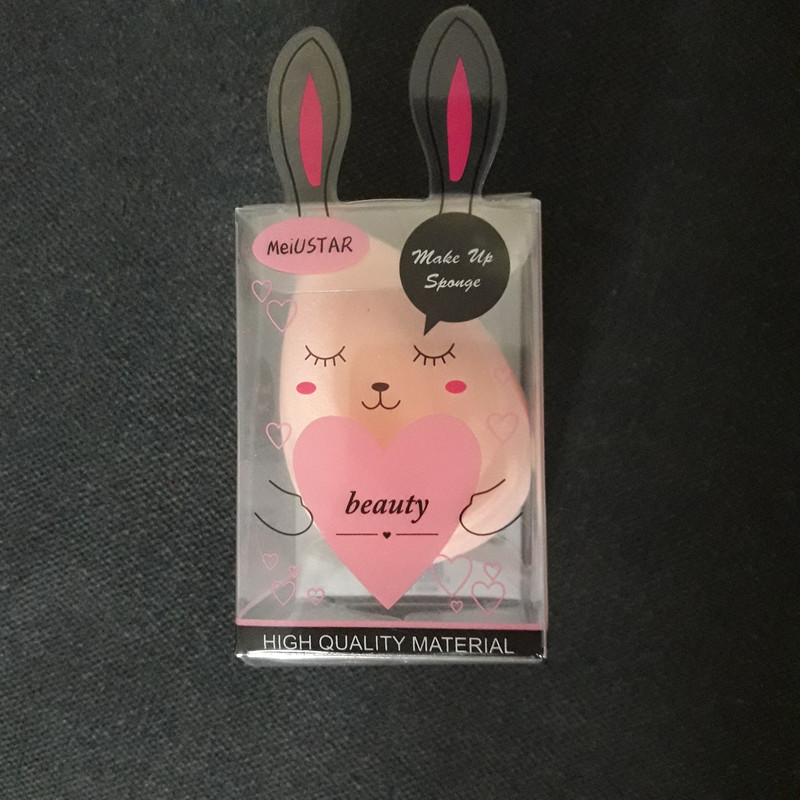 MeiUSTAR
Make Up
Sponge
beauty
HIGH QUALITY MATERIAL